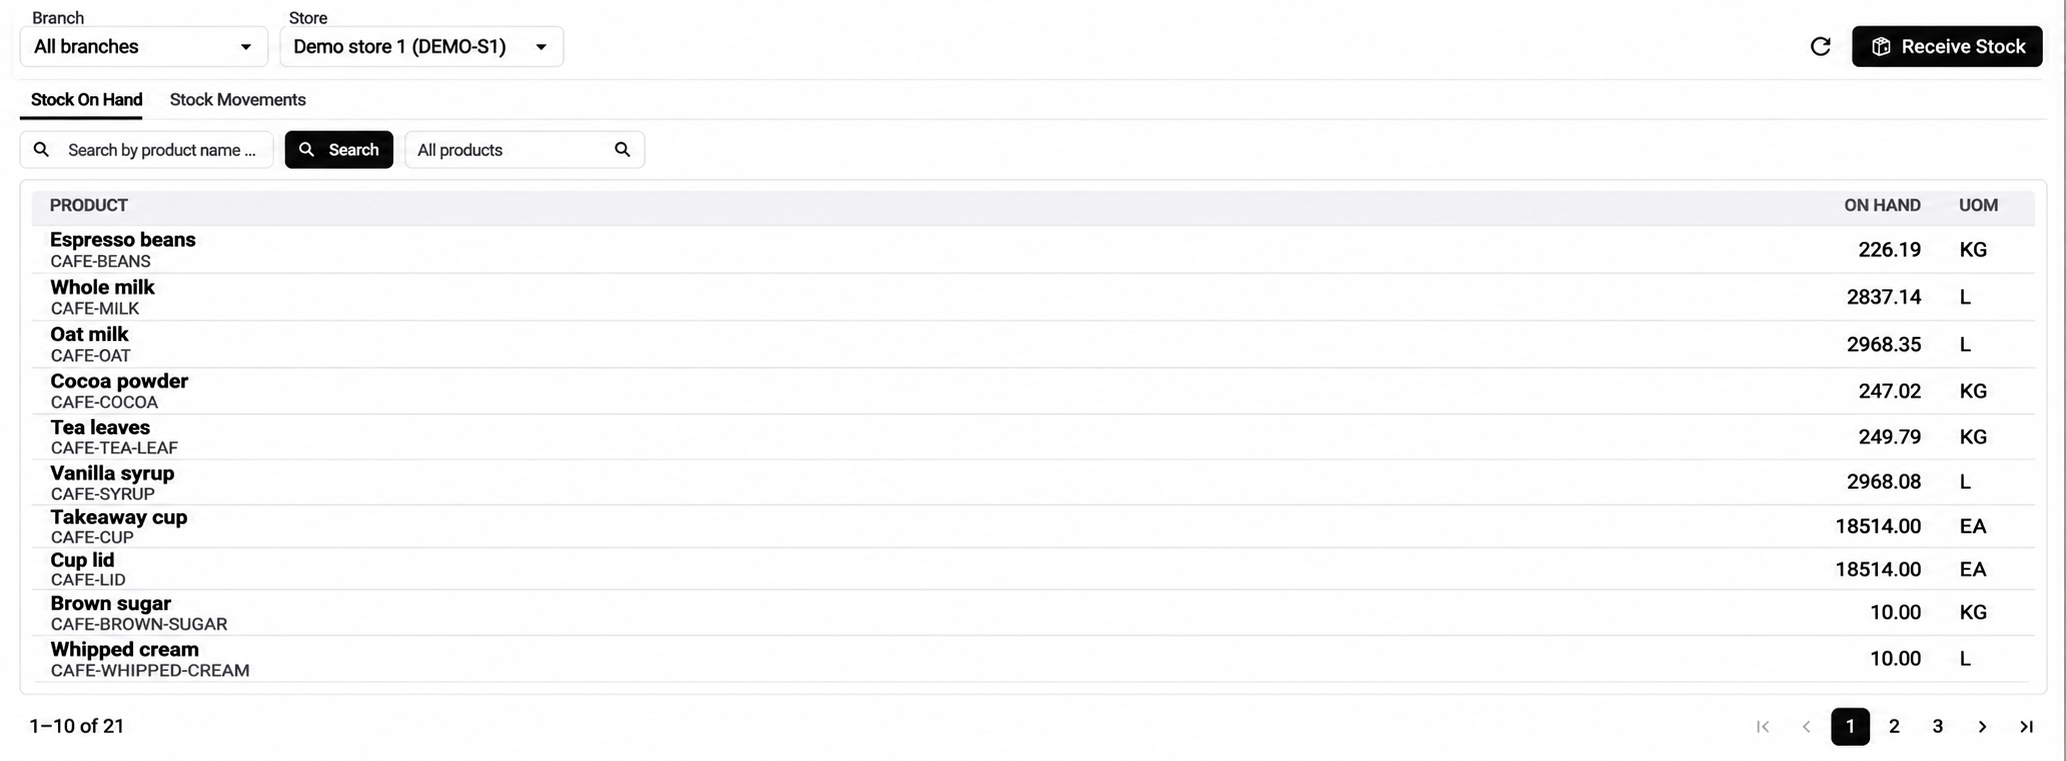 Branch
Store
All branches
Demo store 1 (DEMO-S1)
Receive Stock
Stock On Hand
Stock Movements
Search by product name ...
Search
All products
PRODUCT ON HAND UOM
Espresso beans
CAFE-BEANS
226.19 KG
Whole milk
CAFE-MILK
2837.14 L
Oat milk
CAFE-OAT
2968.35 L
Cocoa powder
CAFE-COCOA
247.02 KG
Tea leaves
CAFE-TEA-LEAF
249.79 KG
Vanilla syrup
CAFE-SYRUP
2968.08 L
Takeaway cup
CAFE-CUP
18514.00 EA
Cup lid
CAFE-LID
18514.00 EA
Brown sugar
CAFE-BROWN-SUGAR
10.00 KG
Whipped cream
CAFE-WHIPPED-CREAM
10.00 L
1–10 of 21
1 2 3